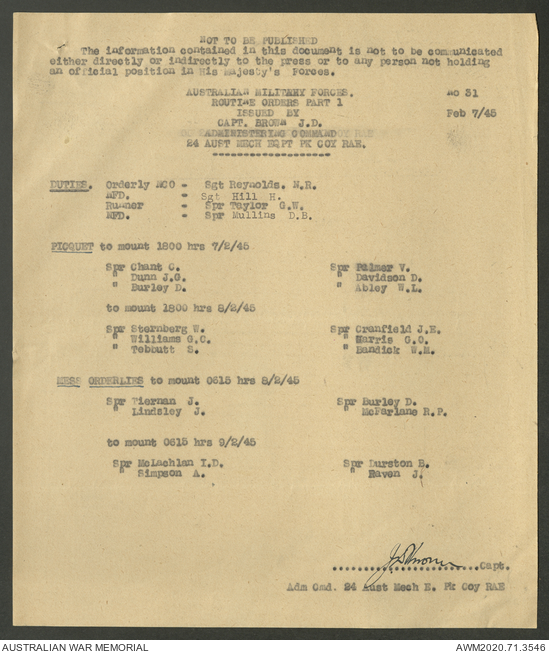 NOT TO BE PUBLISHED
The information contained in this document is not to be communicated
either directly or indirectly to the press or to any person not holding
an official position in His Majesty's Forces.
AUSTRALIAN MILITARY FORCES. No 31
ROUTINE ORDERS PART 1
ISSUED BY Feb 7/45
CAPT. BROWN J.D.
ADMINISTERING COMMAND
24 AUST MECH EQPT PK COY RAE.
DUTIES. Orderly NCO - Sgt Reynolds. N.R.
MFD. - Sgt Hill H.
Runner - Spr Taylor G.W.
MFD. - Spr Mullins D.B.
PICQUET to mount 1800 hrs 7/2/45
Spr Chant C. Spr Palmer V.
" Dunn J.G. " Davidson D.
" Burley D. " Abley W.L.
to mount 1800 hrs 8/2/45
Spr Sternberg W. Spr Cranfield J.E.
" Williams G.C. " Harris G.O.
" Tebbutt S. " Bandick W.M.
MESS ORDERLIES to mount 0615 hrs 8/2/45
Spr Tiernan J. Spr Burley D.
" Lindsley J. " McFarlane R.P.
to mount 0615 hrs 9/2/45
Spr McLachlan I.D. Spr Durston B.
" Simpson A. " Raven J.
..............................Capt.
Adm Cmd. 24 Aust Mech E. Pk Coy RAE
AUSTRALIAN WAR MEMORIAL AWM2020.71.3546